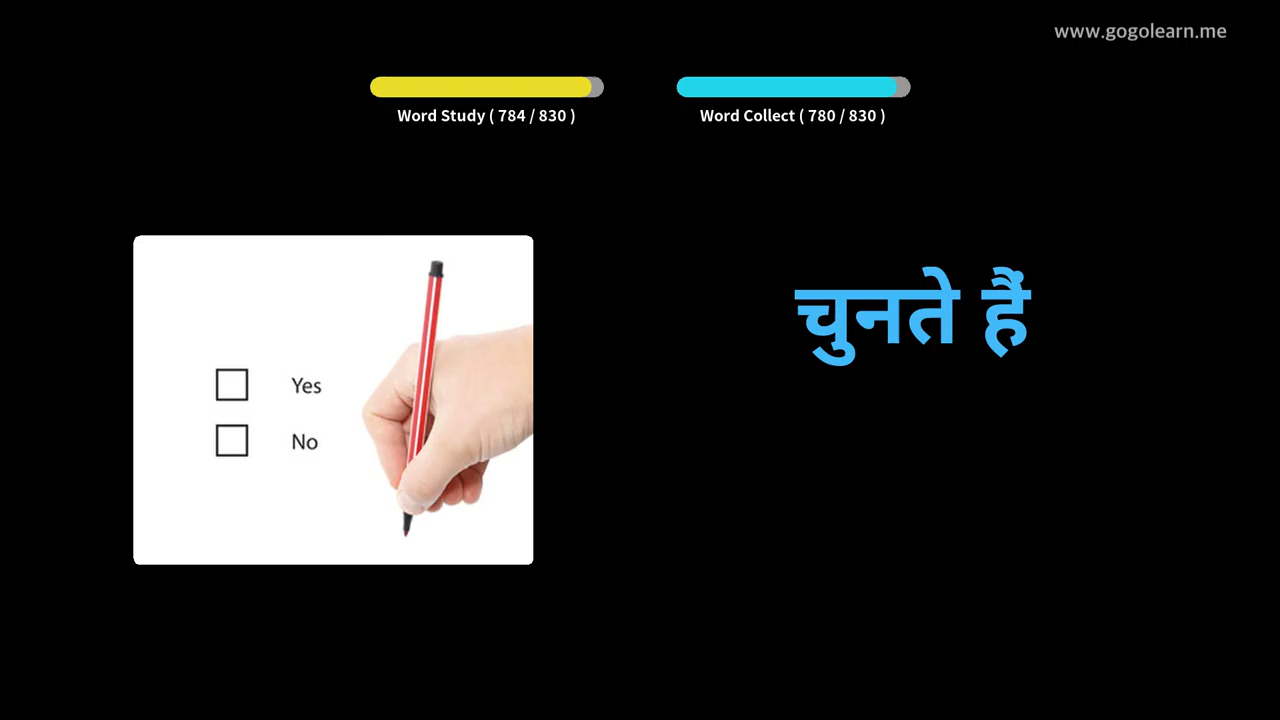 www.gogolearn.me
Word Study ( 784 / 830 )
Word Collect ( 780 / 830 )
चुनते हैं
Yes
No